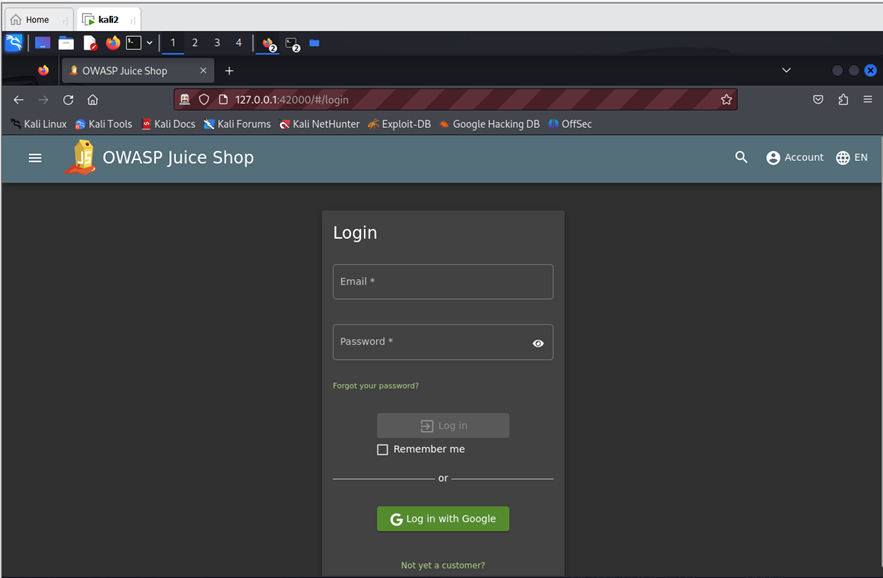 Home kali2
1 2 3 4 2 2
OWASP Juice Shop
127.0.0.1:42000/#/login
Kali Linux Kali Tools Kali Docs Kali Forums Kali NetHunter Exploit-DB Google Hacking DB OffSec
JS OWASP Juice Shop Account EN
Login
Email *
Password *
Forgot your password?
Log in
Remember me
or
G Log in with Google
Not yet a customer?